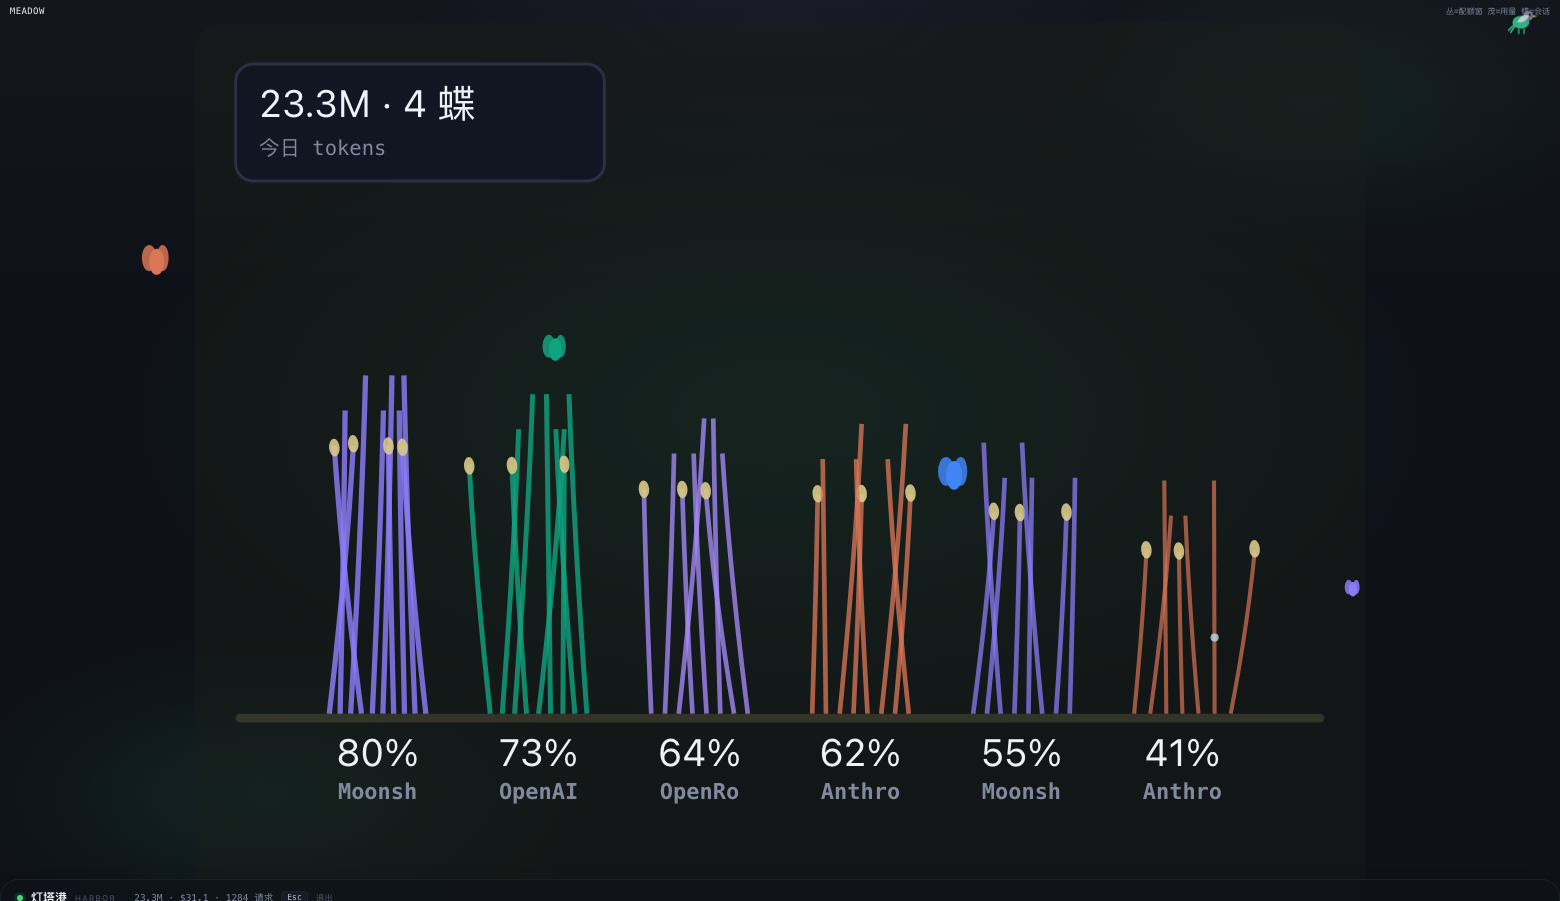 MEADOW
丛=配额窗 茂=用量 蝶=会话
23.3M · 4 蝶
今日 tokens
80% 73% 64% 62% 55% 41%
Moonsh OpenAI OpenRo Anthro Moonsh Anthro
灯塔港 HARBOR 23.3M · $31.1 · 1284 请求 Esc 退出